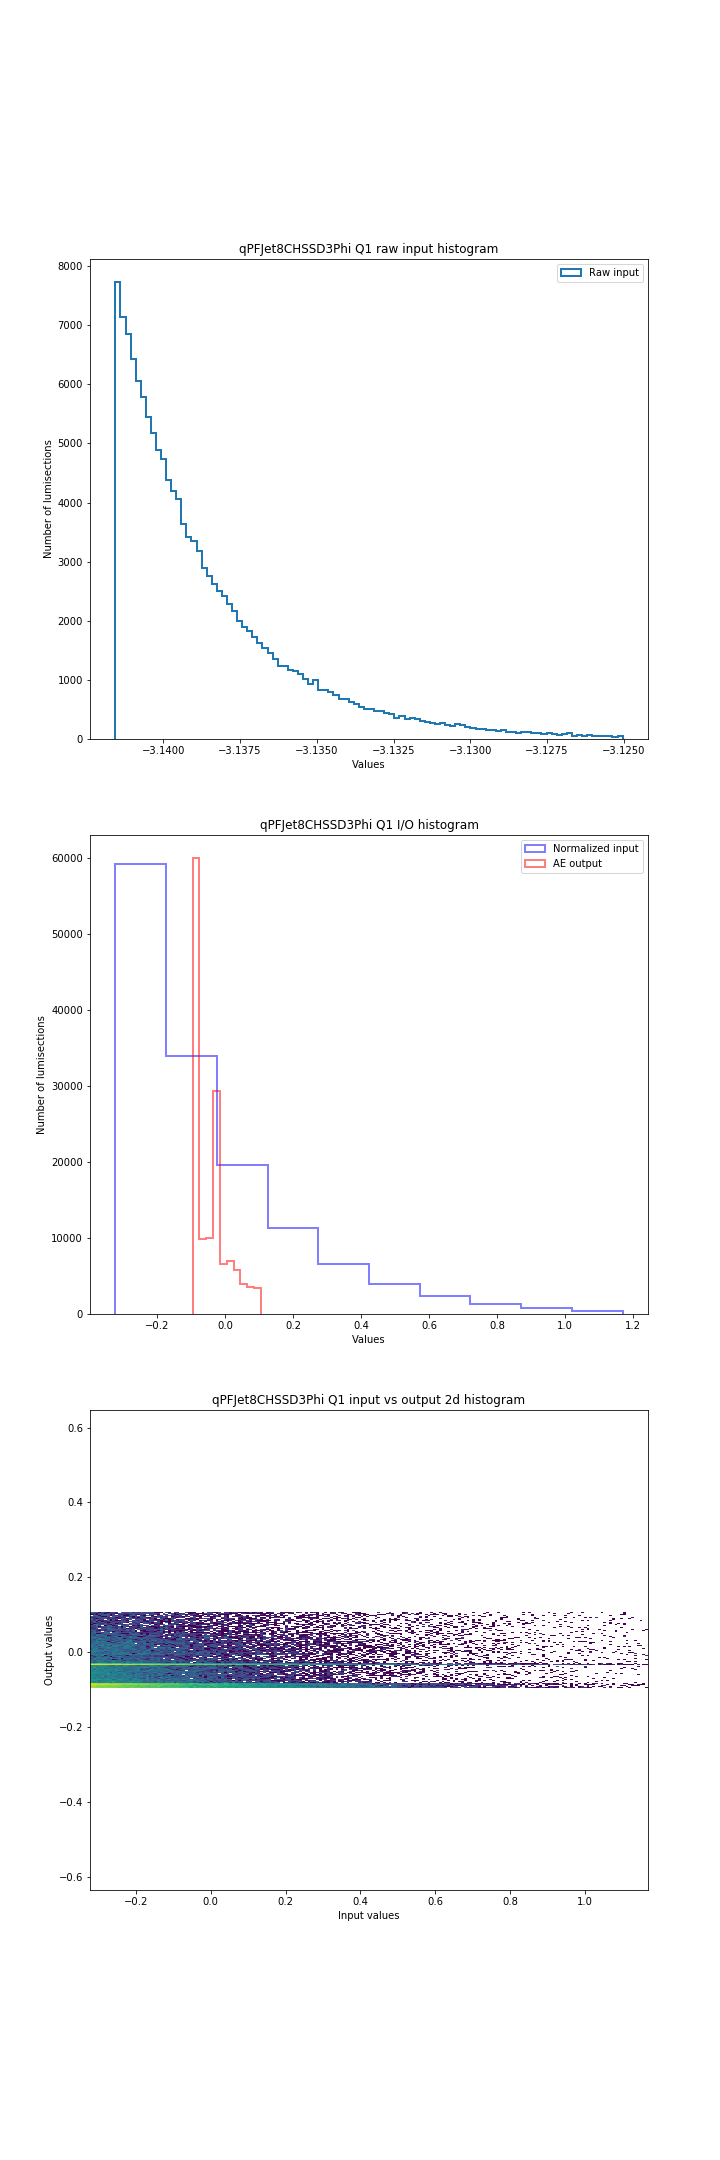 qPFJet8CHSSD3Phi Q1 raw input histogram
8000
7000
6000
5000
4000
3000
2000
1000
0
Number of lumisections
Raw input
−3.1400 −3.1375 −3.1350 −3.1325 −3.1300 −3.1275 −3.1250
Values
qPFJet8CHSSD3Phi Q1 I/O histogram
60000
50000
40000
30000
20000
10000
0
Number of lumisections
Normalized input
AE output
−0.2 0.0 0.2 0.4 0.6 0.8 1.0 1.2
Values
qPFJet8CHSSD3Phi Q1 input vs output 2d histogram
0.6
0.4
0.2
0.0
−0.2
−0.4
−0.6
Output values
−0.2 0.0 0.2 0.4 0.6 0.8 1.0
Input values